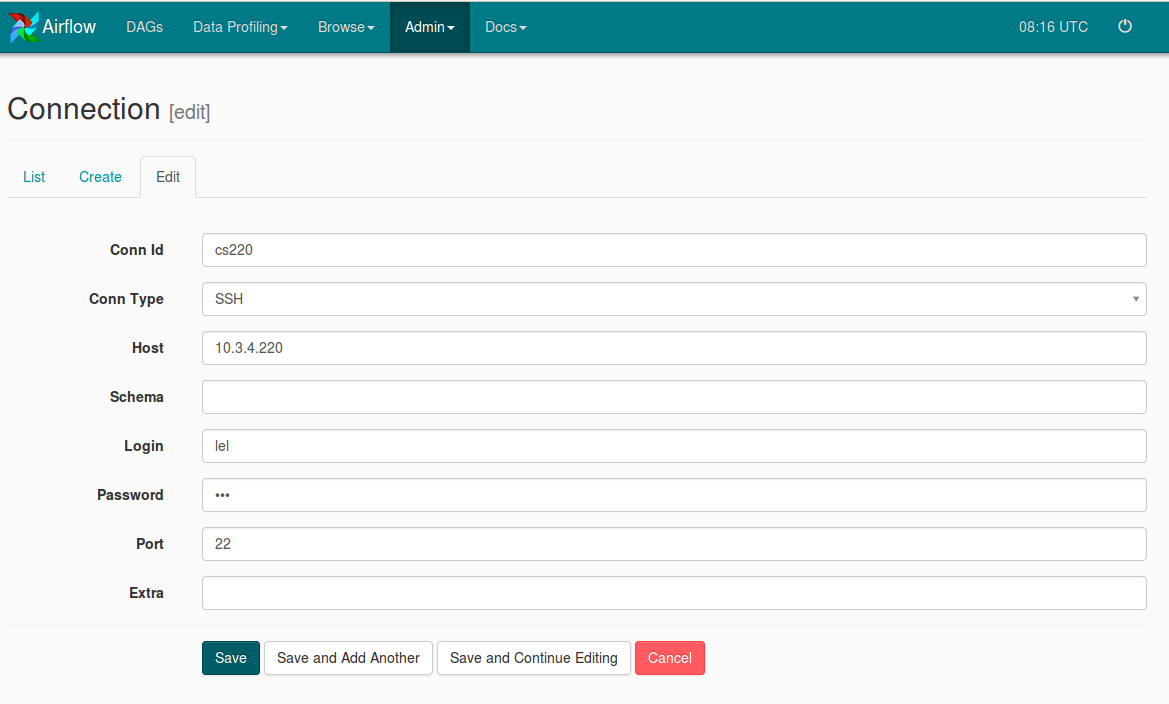 Airflow DAGs Data Profiling Browse Admin Docs 08:16 UTC
Connection [edit]
List Create Edit
Conn Id cs220
Conn Type SSH
Host 10.3.4.220
Schema
Login lel
Password •••
Port 22
Extra
Save Save and Add Another Save and Continue Editing Cancel